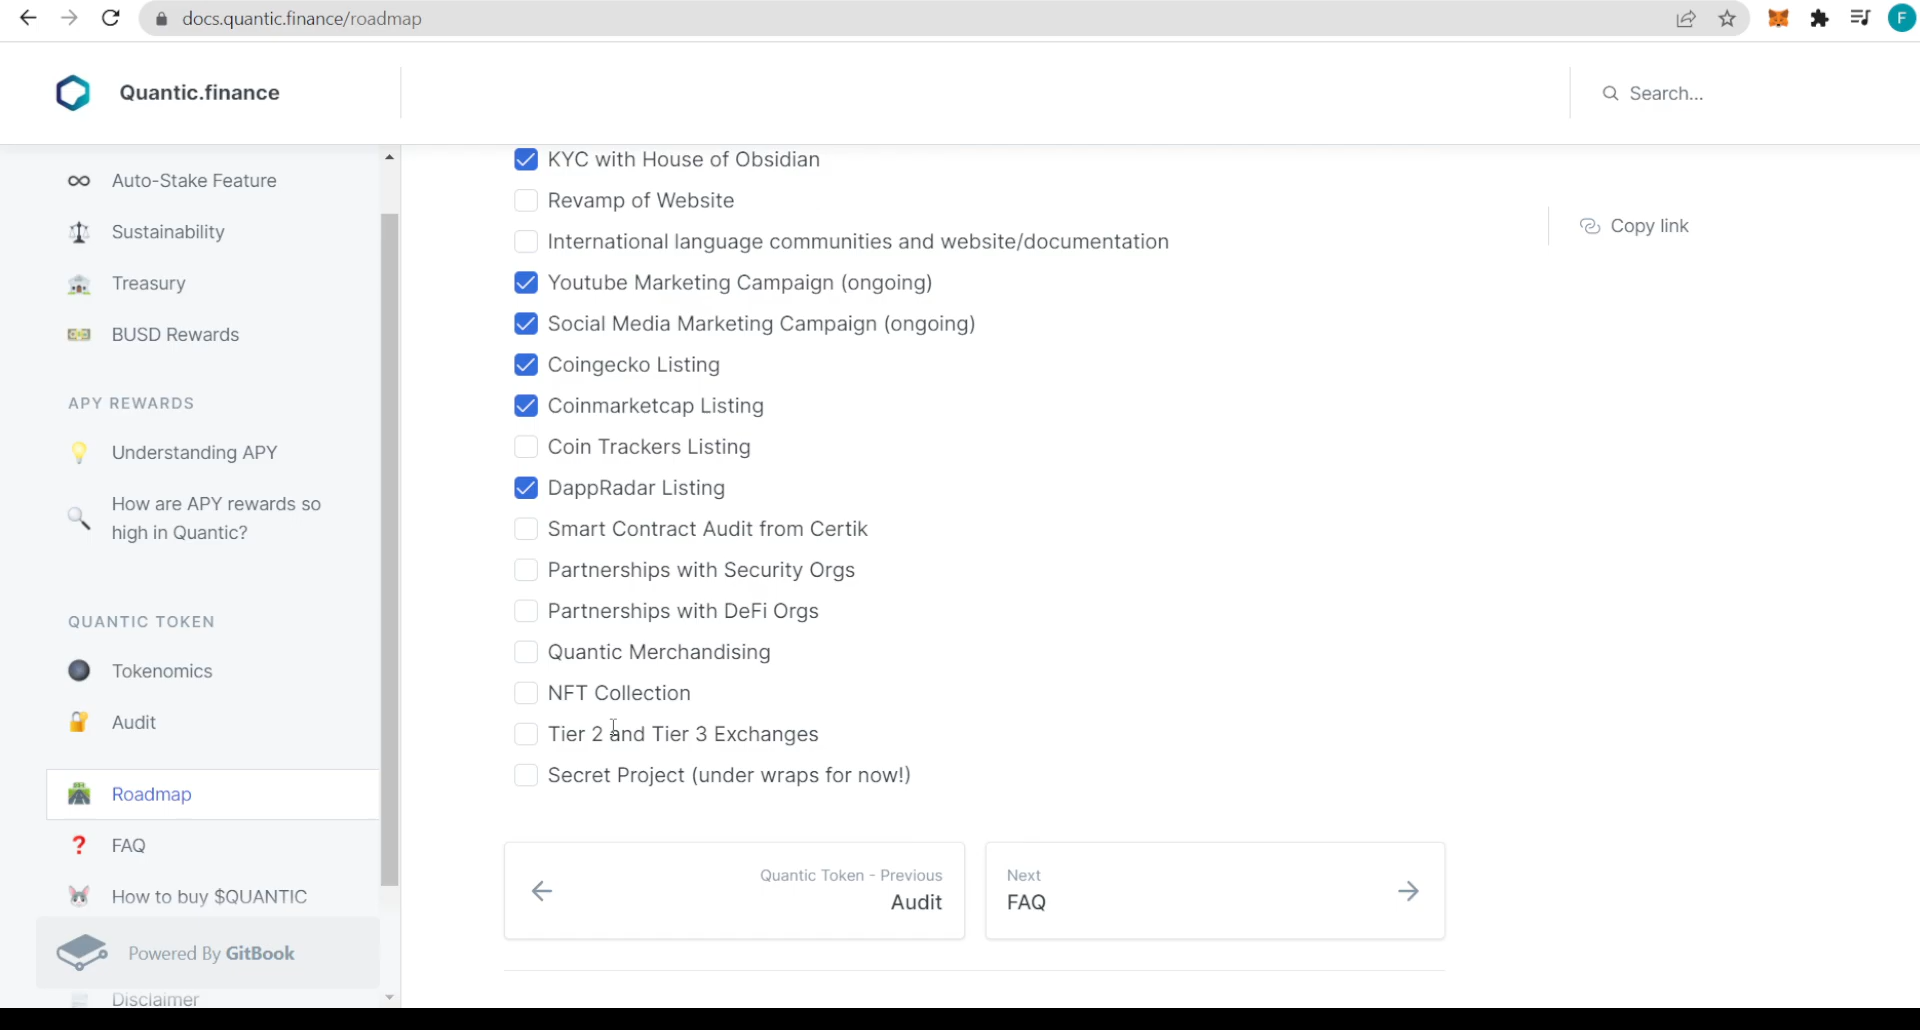 docs.quantic.finance/roadmap
F
Quantic.finance
Search...
Auto-Stake Feature
Sustainability
Treasury
BUSD Rewards
APY REWARDS
Understanding APY
How are APY rewards so
high in Quantic?
QUANTIC TOKEN
Tokenomics
Audit
Roadmap
FAQ
How to buy $QUANTIC
Powered By GitBook
Disclaimer
KYC with House of Obsidian
Revamp of Website
International language communities and website/documentation
Youtube Marketing Campaign (ongoing)
Social Media Marketing Campaign (ongoing)
Coingecko Listing
Coinmarketcap Listing
Coin Trackers Listing
DappRadar Listing
Smart Contract Audit from Certik
Partnerships with Security Orgs
Partnerships with DeFi Orgs
Quantic Merchandising
NFT Collection
Tier 2 and Tier 3 Exchanges
Secret Project (under wraps for now!)
Quantic Token - Previous
Audit
Next
FAQ
Copy link